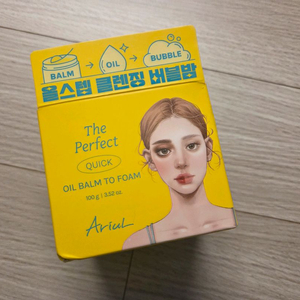 BALM OIL BUBBLE
올스텝 클렌징 버블밤
The
Perfect
QUICK
OIL BALM TO FOAM
100 g | 3.52 oz.
Ariul